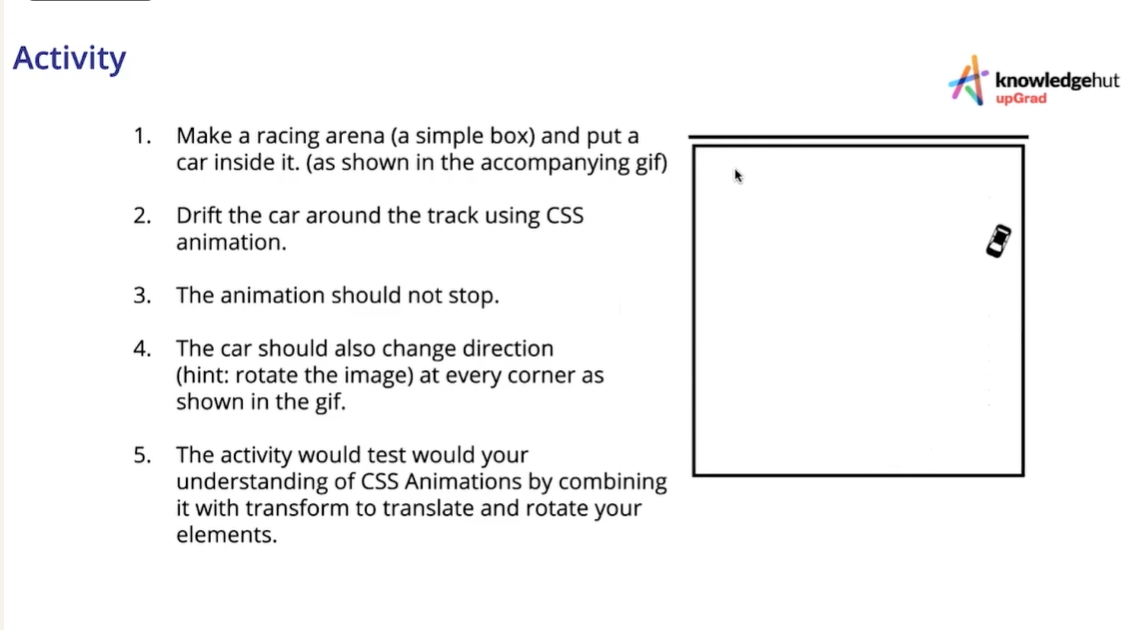 Activity
knowledgehut
upGrad
1. Make a racing arena (a simple box) and put a
car inside it. (as shown in the accompanying gif)
2. Drift the car around the track using CSS
animation.
3. The animation should not stop.
4. The car should also change direction
(hint: rotate the image) at every corner as
shown in the gif.
5. The activity would test would your
understanding of CSS Animations by combining
it with transform to translate and rotate your
elements.